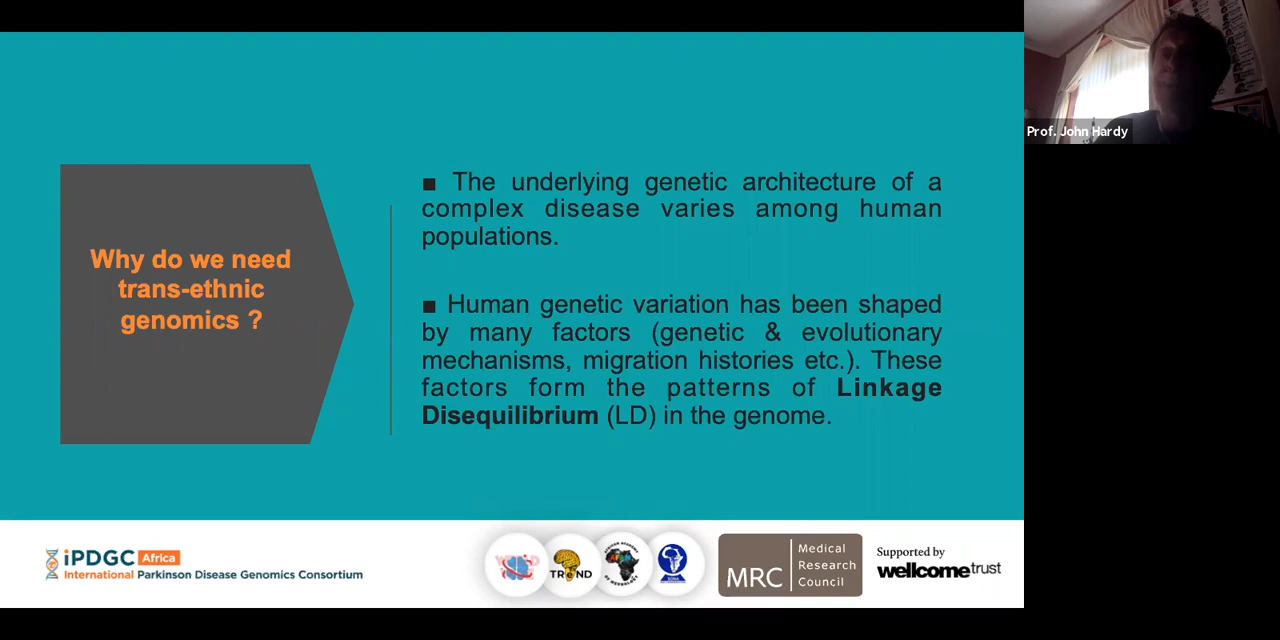 Prof. John Hardy
Why do we need
trans-ethnic
genomics ?
■ The underlying genetic architecture of a
complex disease varies among human
populations.
■ Human genetic variation has been shaped
by many factors (genetic & evolutionary
mechanisms, migration histories etc.). These
factors form the patterns of Linkage
Disequilibrium (LD) in the genome.
iPDGC Africa
International Parkinson Disease Genomics Consortium
TReND
MRC
Medical
Research
Council
Supported by
wellcometrust